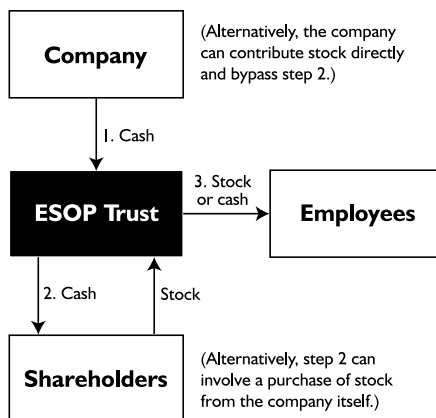 Company
(Alternatively, the company
can contribute stock directly
and bypass step 2.)
1. Cash
ESOP Trust
3. Stock
or cash
Employees
2. Cash
Stock
Shareholders
(Alternatively, step 2 can
involve a purchase of stock
from the company itself.)